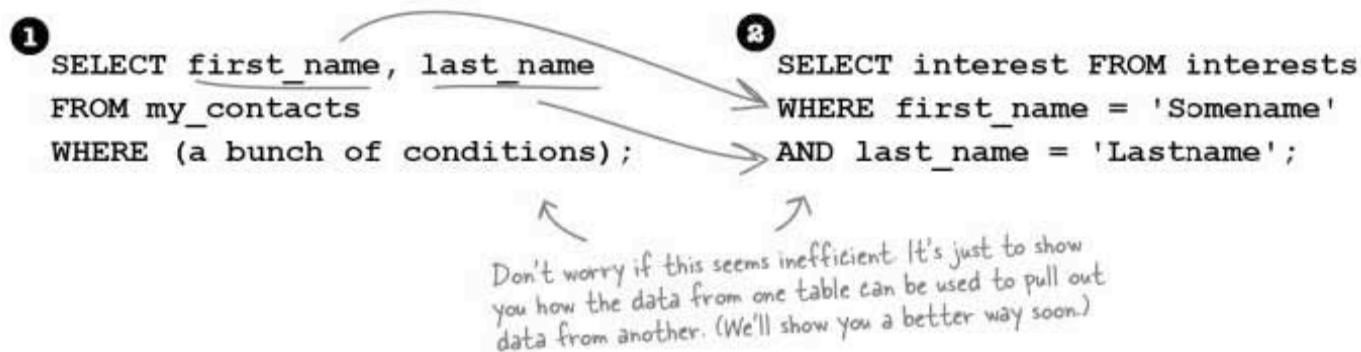 1
SELECT first_name, last_name
FROM my_contacts
WHERE (a bunch of conditions);
2
SELECT interest FROM interests
WHERE first_name = 'Somename'
AND last_name = 'Lastname';
Don't worry if this seems inefficient. It's just to show
you how the data from one table can be used to pull out
data from another. (We'll show you a better way soon.)